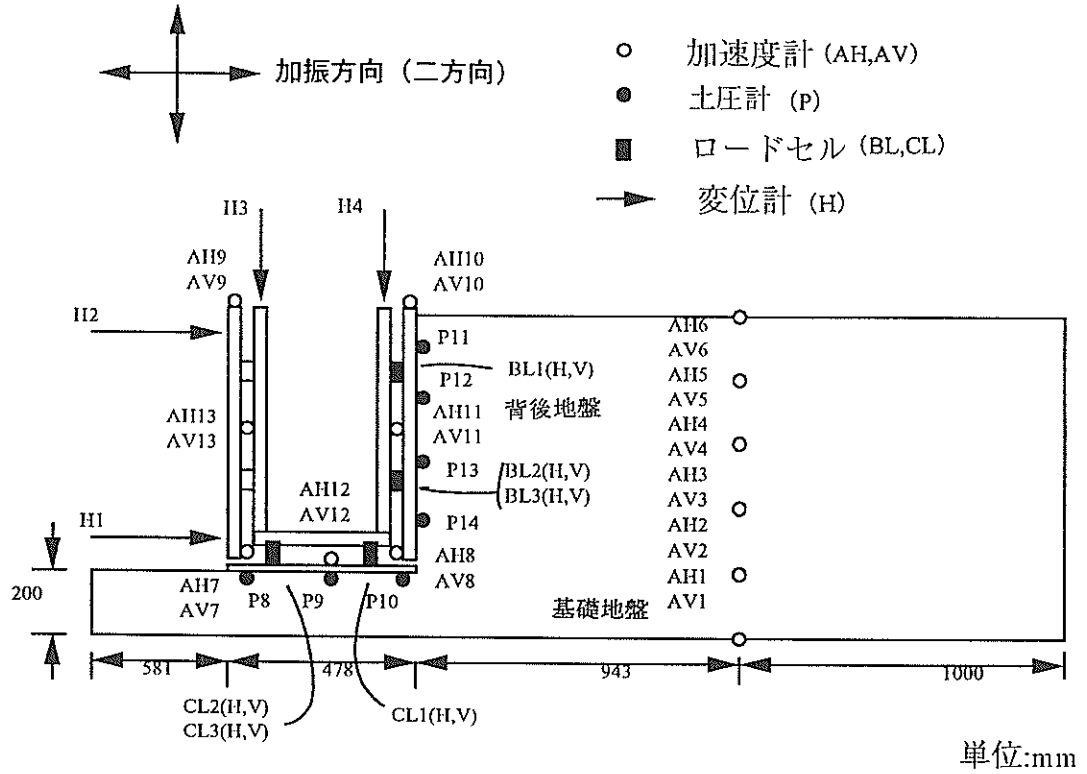 加振方向（二方向）
加速度計 (AH,AV)
土圧計 (P)
ロードセル (BL,CL)
変位計 (H)
H3
H4
AH9
AV9
AH10
AV10
H2
P11
BL1(H,V)
P12
AH11
AV11
背後地盤
AH13
AV13
P13
BL2(H,V)
BL3(H,V)
AH12
AV12
P14
H1
AH8
AV8
AH6
AV6
AH5
AV5
AH4
AV4
AH3
AV3
AH2
AV2
AH1
AV1
200
AH7
AV7
P8
P9
P10
基礎地盤
581
478
943
1000
CL2(H,V)
CL3(H,V)
CL1(H,V)
単位:mm